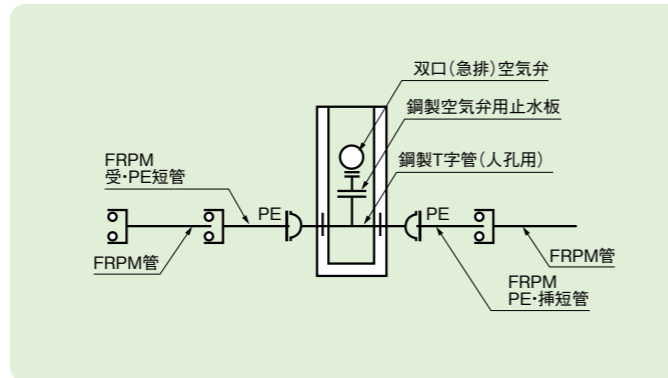 双口(急排)空気弁
鋼製空気弁用止水板
鋼製T字管(人孔用)
FRPM
受・PE短管
PE
PE
FRPM管
FRPM管
FRPM
PE・挿短管